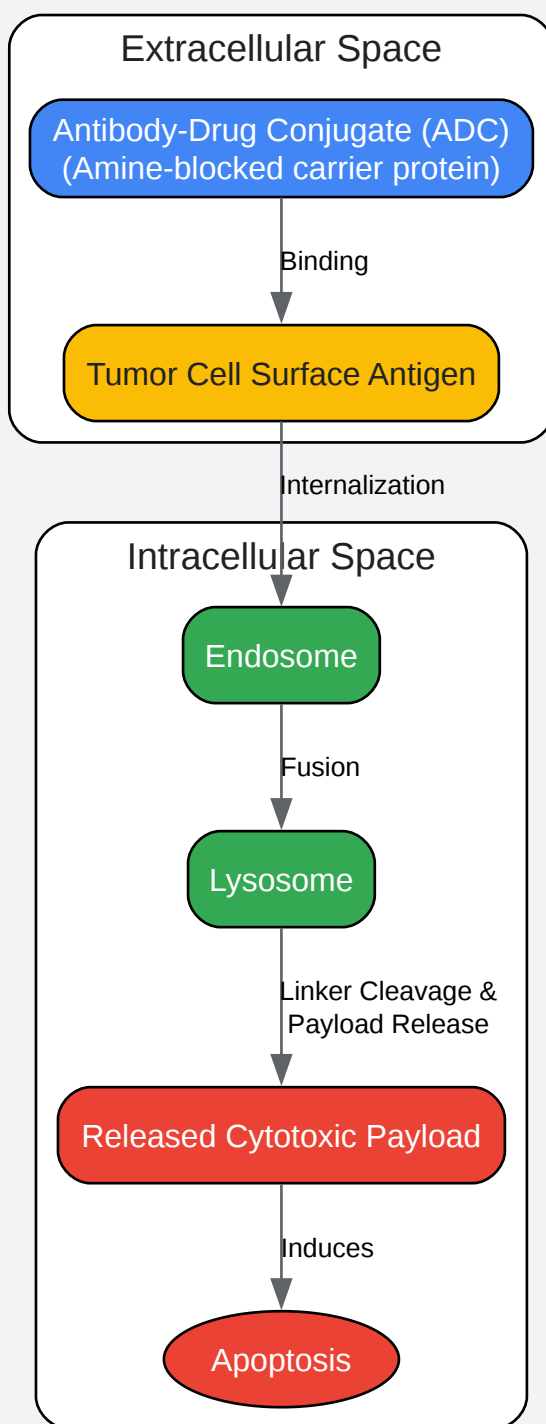 Extracellular Space
Antibody-Drug Conjugate (ADC)
(Amine-blocked carrier protein)
Binding
Tumor Cell Surface Antigen
Internalization
Intracellular Space
Endosome
Fusion
Lysosome
Linker Cleavage &
Payload Release
Released Cytotoxic Payload
Induces
Apoptosis